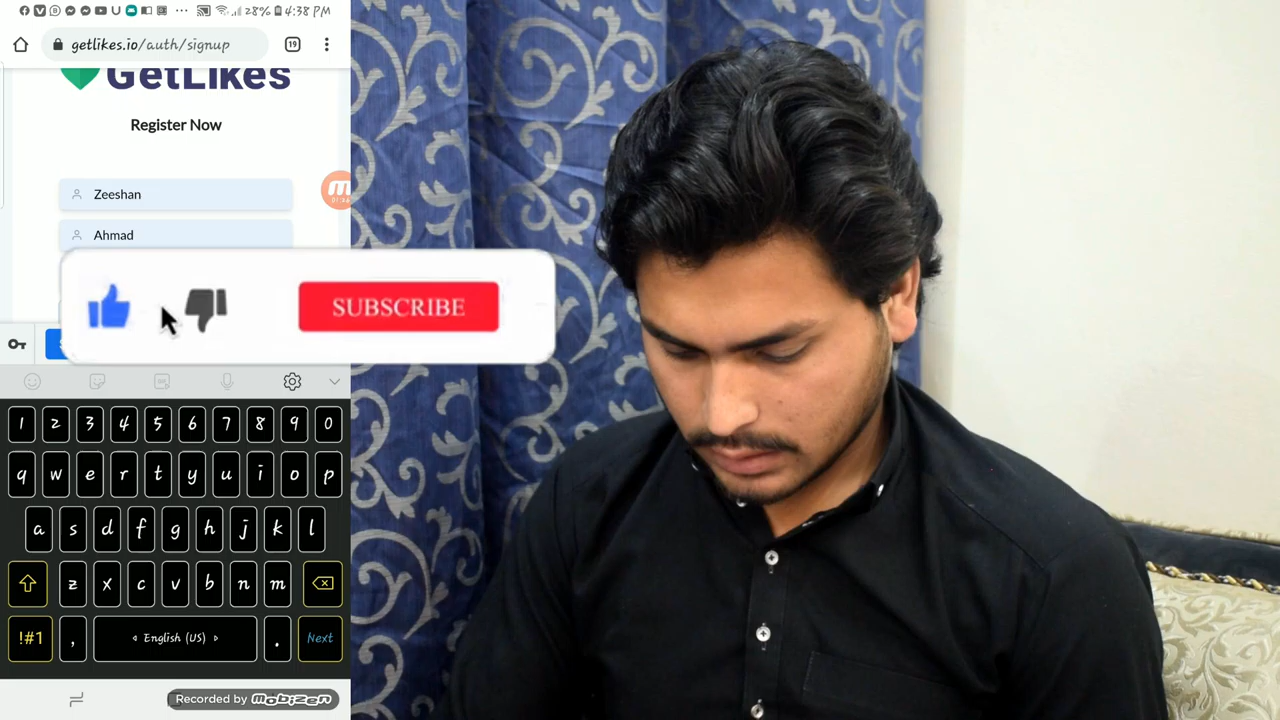 28% 4:38 PM
getlikes.io/auth/signup
19
GetLikes
Register Now
Zeeshan
Ahmad
SUBSCRIBE
1 2 3 4 5 6 7 8 9 0
q w e r t y u i o p
a s d f g h j k l
z x c v b n m
!#1 , English (US) . Next
Recorded by mobizen